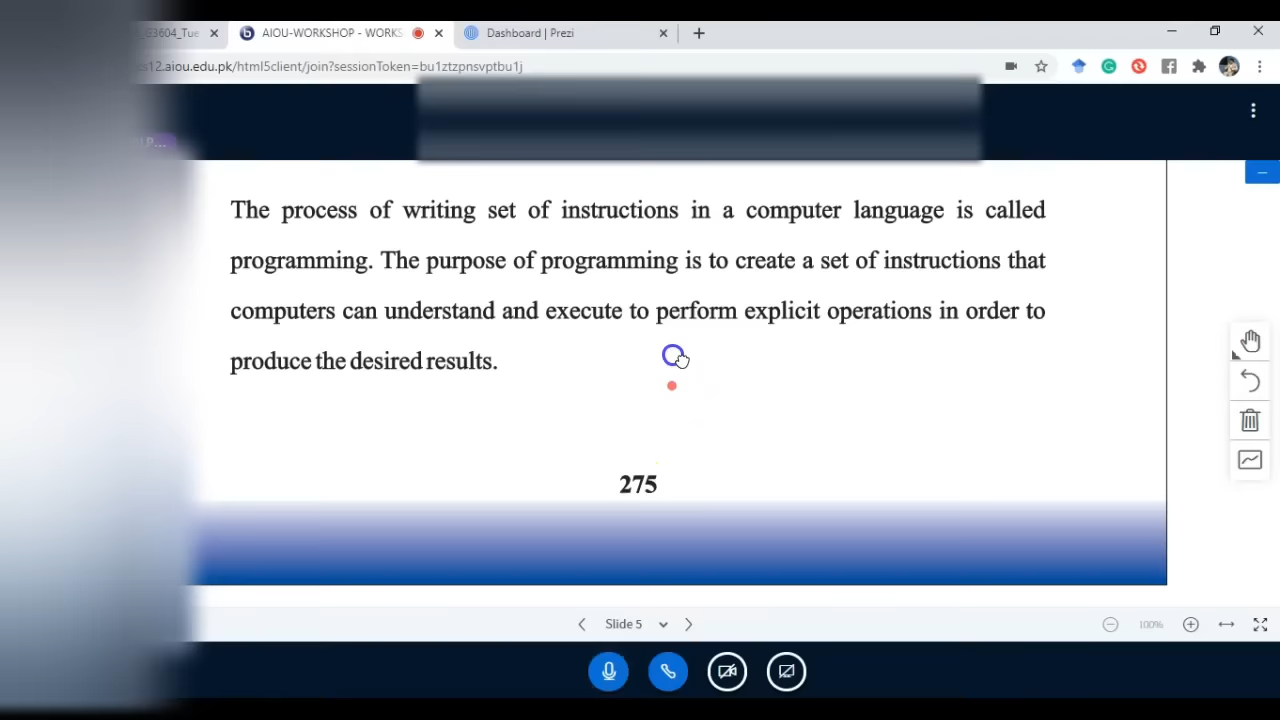 G3604_Tue
AIOU-WORKSHOP - WORKS
Dashboard | Prezi
s12.aiou.edu.pk/html5client/join?sessionToken=bu1ztzpnsvptbu1j
The process of writing set of instructions in a computer language is called
programming. The purpose of programming is to create a set of instructions that
computers can understand and execute to perform explicit operations in order to
produce the desired results.
275
Slide 5
100%